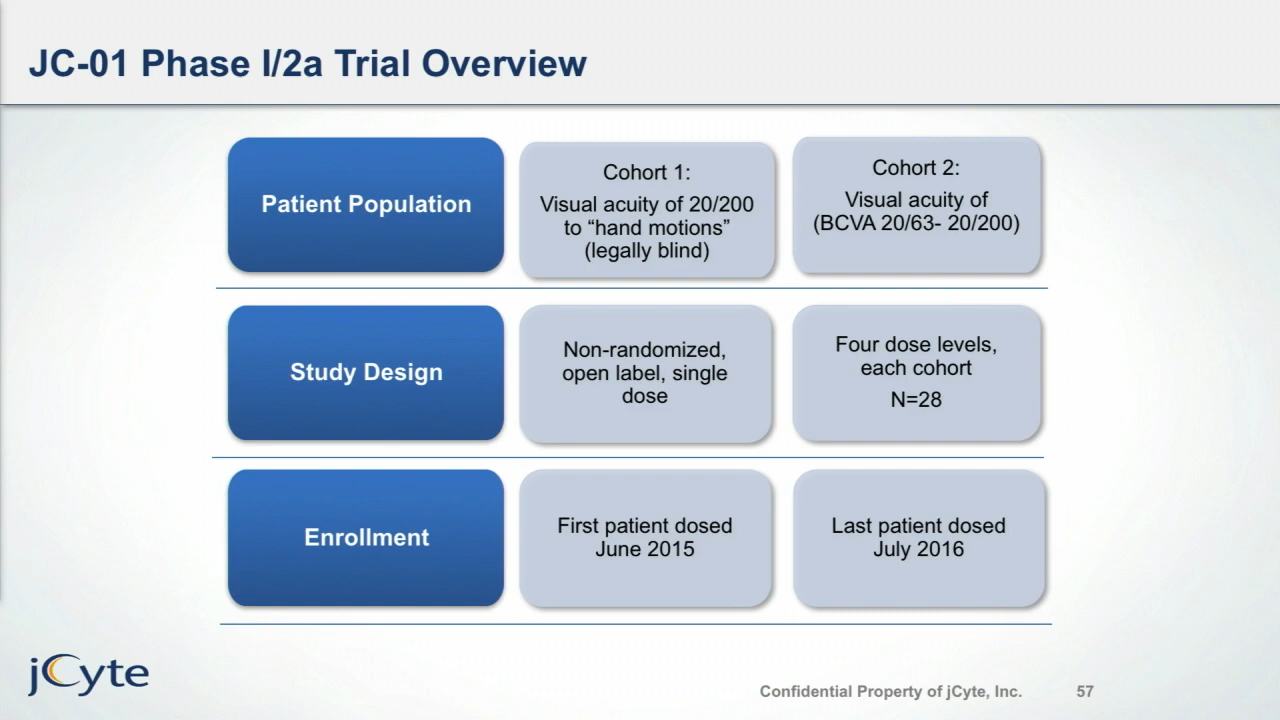 JC-01 Phase I/2a Trial Overview
Patient Population
Cohort 1:
Visual acuity of 20/200
to “hand motions”
(legally blind)
Cohort 2:
Visual acuity of
(BCVA 20/63- 20/200)
Study Design
Non-randomized,
open label, single
dose
Four dose levels,
each cohort
N=28
Enrollment
First patient dosed
June 2015
Last patient dosed
July 2016
jCyte
Confidential Property of jCyte, Inc.
57